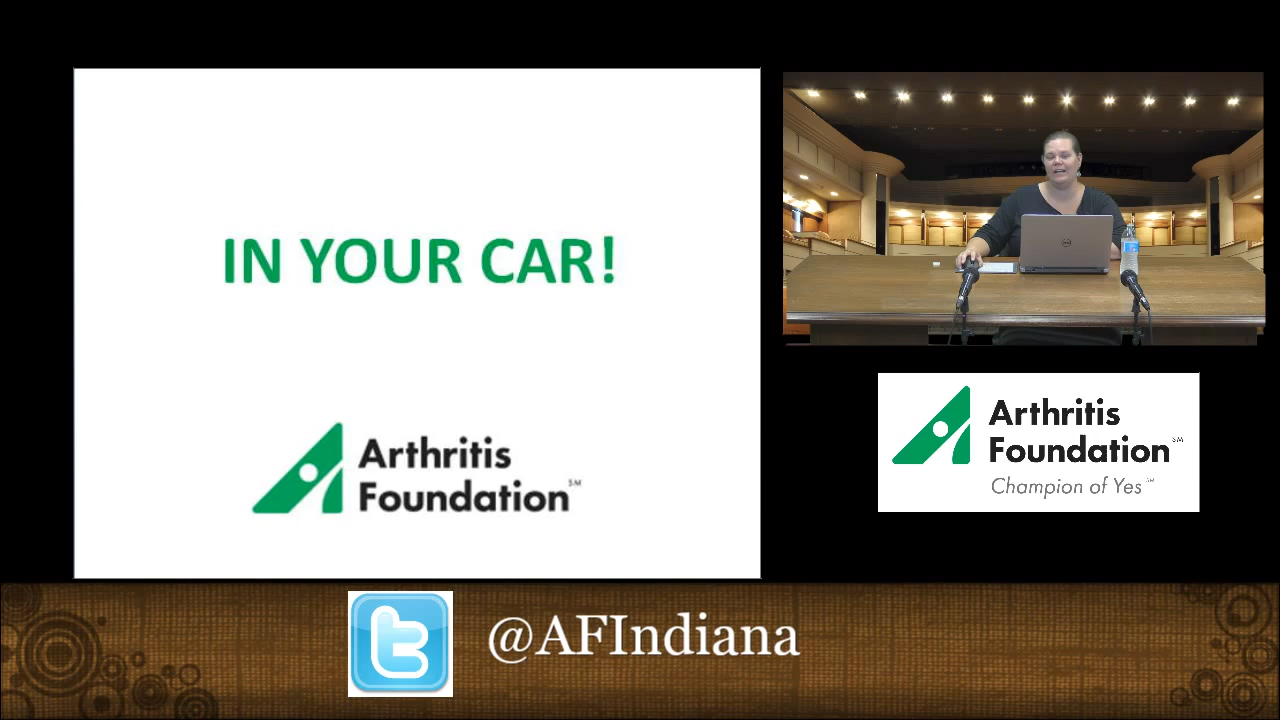 IN YOUR CAR!
Arthritis
Foundation℠
Arthritis
Foundation℠
Champion of Yes℠
@AFIndiana